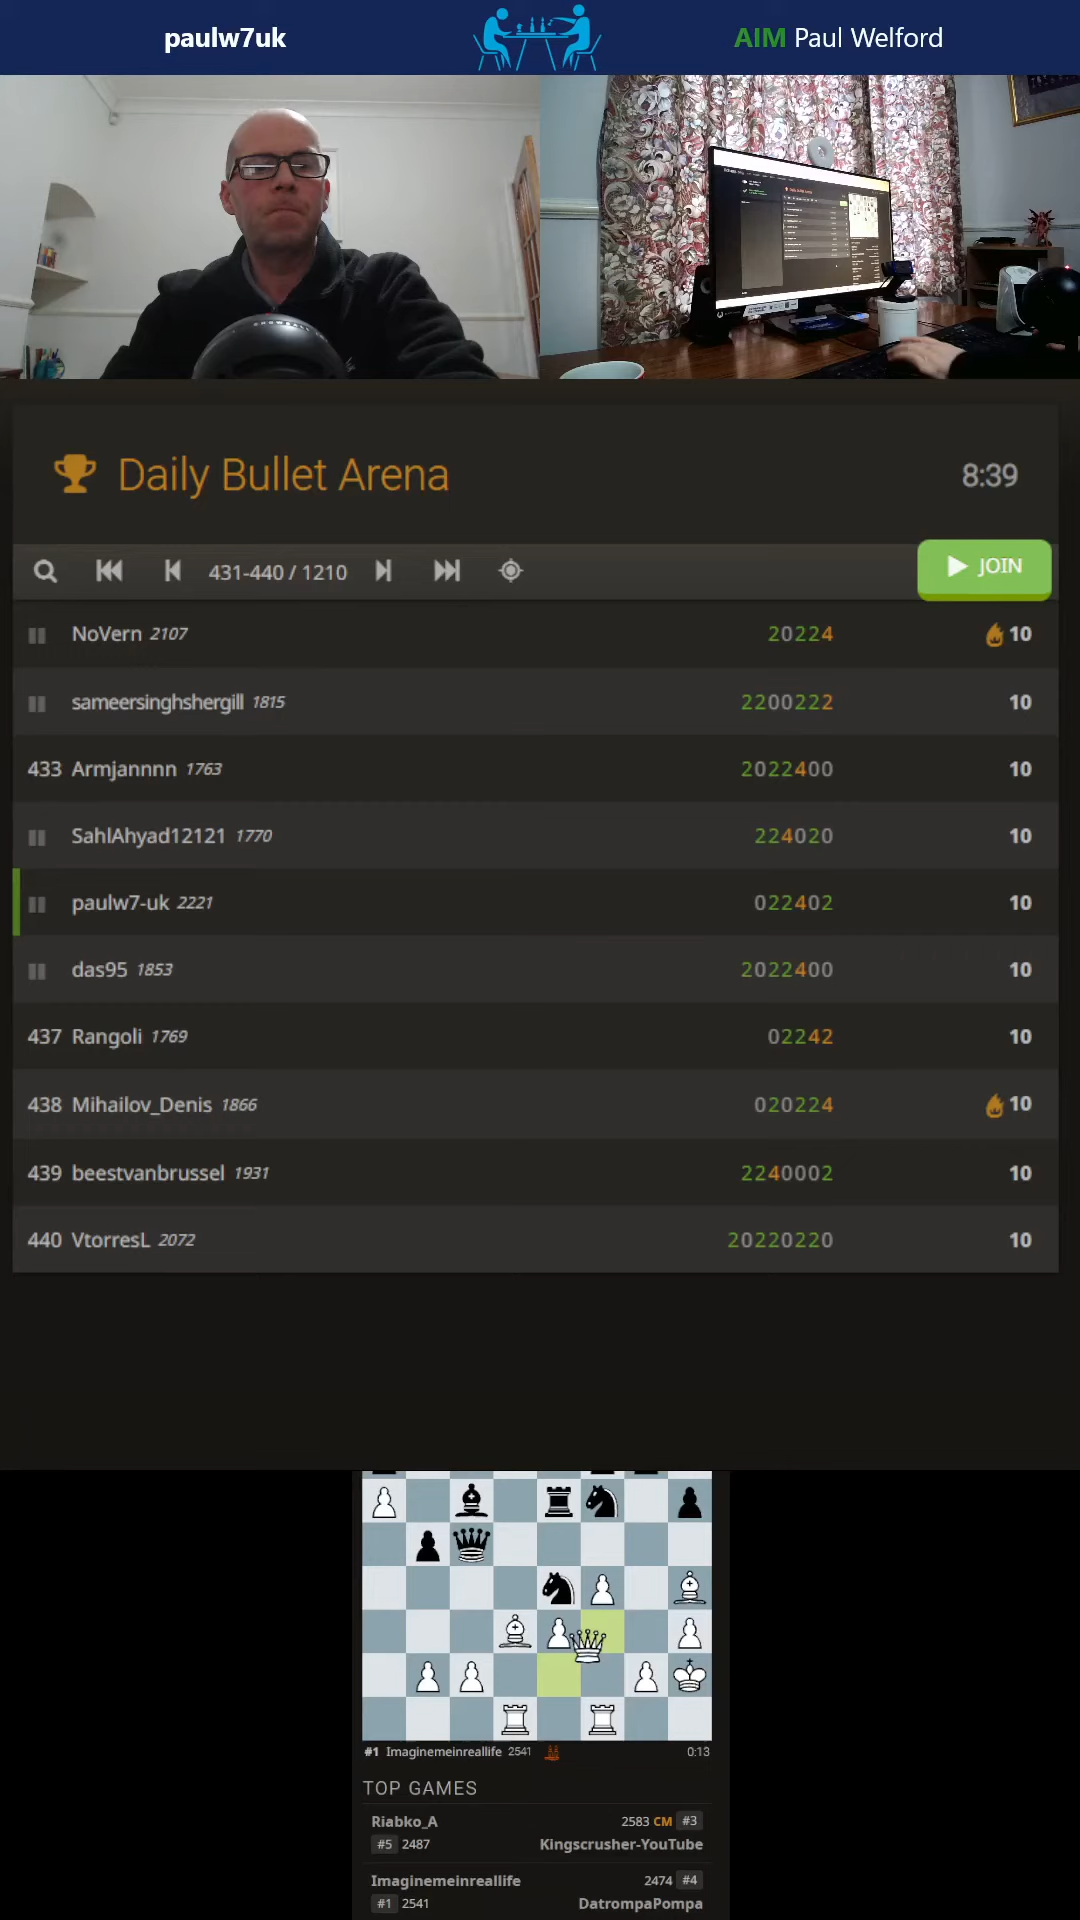 paulw7uk
AIM Paul Welford
Daily Bullet Arena
8:39
431-440 / 1210
JOIN
NoVern 2107 20224 10
sameersinghshergill 1815 2200222 10
433 Armjannnn 1763 2022400 10
SahlAhyad12121 1770 224020 10
paulw7-uk 2221 022402 10
das95 1853 2022400 10
437 Rangoli 1769 02242 10
438 Mihailov_Denis 1866 020224 10
439 beestvanbrussel 1931 2240002 10
440 VtorresL 2072 20220220 10
#1 Imaginemeinreallife 2541 0:13
TOP GAMES
Riabko_A 2583 CM #3
#5 2487 Kingscrusher-YouTube
Imaginemeinreallife 2474 #4
#1 2541 DatrompaPompa